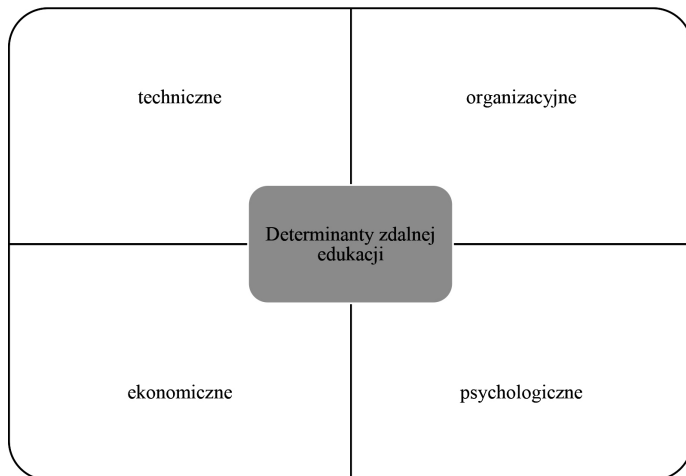 techniczne
organizacyjne
Determinanty zdalnej
edukacji
ekonomiczne
psychologiczne